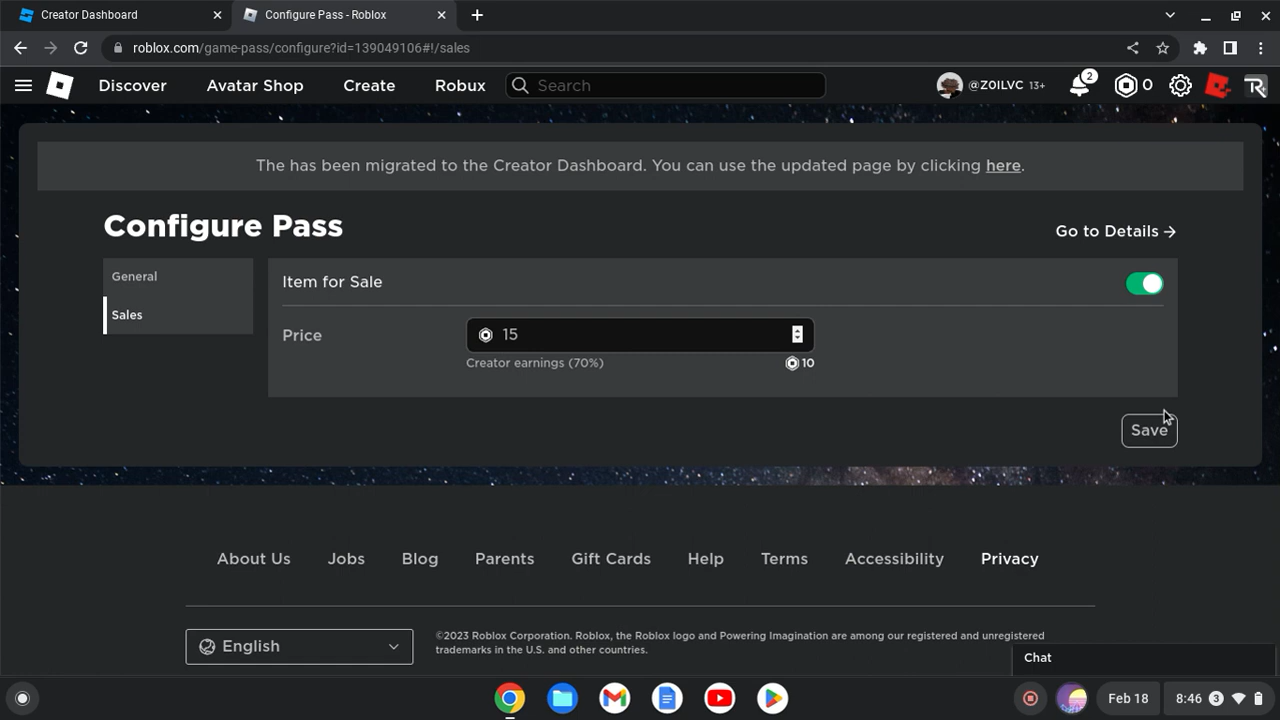 Creator Dashboard
Configure Pass - Roblox
roblox.com/game-pass/configure?id=139049106#!/sales
Discover
Avatar Shop
Create
Robux
Search
@Z0ILVC 13+
2
0
The has been migrated to the Creator Dashboard. You can use the updated page by clicking here.
Configure Pass
Go to Details
General
Item for Sale
Sales
Price
15
Creator earnings (70%)
10
Save
About Us
Jobs
Blog
Parents
Gift Cards
Help
Terms
Accessibility
Privacy
English
©2023 Roblox Corporation. Roblox, the Roblox logo and Powering Imagination are among our registered and unregistered
trademarks in the U.S. and other countries.
Chat
Feb 18
8:46
3